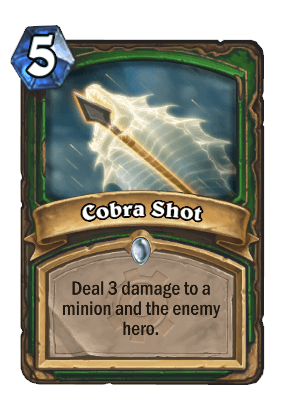 5
Cobra Shot
Deal 3 damage to a
minion and the enemy
hero.